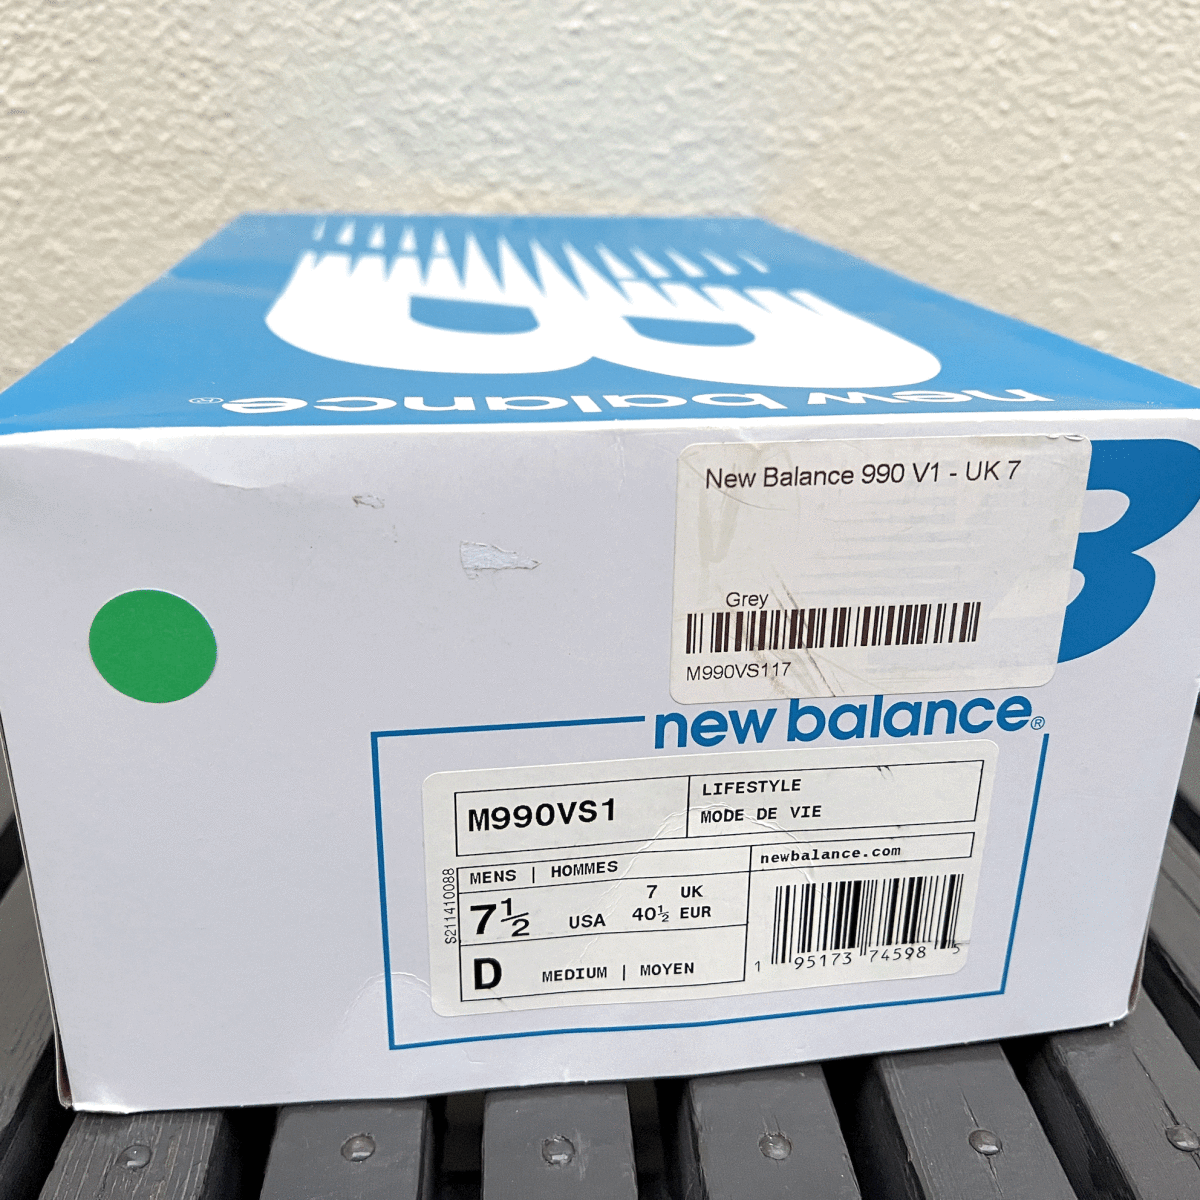 new balance®
New Balance 990 V1 - UK 7
Grey
M990VS117
new balance®
M990VS1
LIFESTYLE
MODE DE VIE
MENS | HOMMES
newbalance.com
7½ USA
7 UK
40½ EUR
D MEDIUM | MOYEN
S211410088
1 95173 74598 5